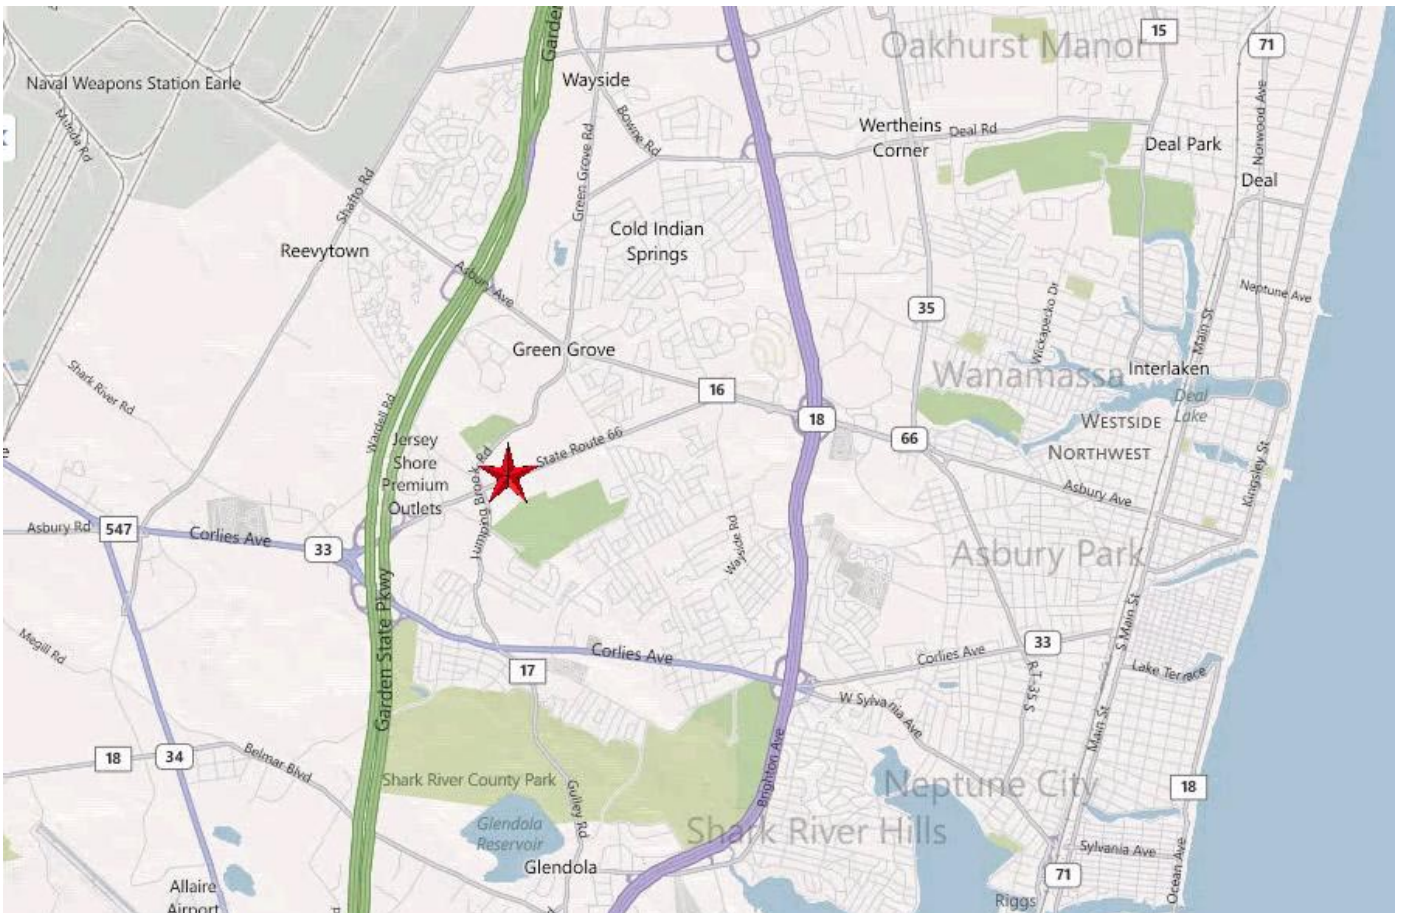 Garden
Oakhurst Manor
15
71
Naval Weapons Station Earle
Wayside
Munda Rd
Bowne Rd
Green Grove Rd
Wertheins
Corner
Deal Rd
Deal Park
Norwood Ave
Deal
Shafto Rd
Reevytown
Cold Indian
Springs
Asbury Ave
Neptune Ave
35
Wickapecko Dr
Main St
Green Grove
Shark River Rd
Wanamassa
Interlaken
16
Deal
Lake
18
WESTSIDE
66
NORTHWEST
Wardell Rd
Jersey
Shore
Premium
Outlets
State Route 66
Jumping Brook Rd
Kingsley St
Asbury Ave
Asbury Rd
547
Corlies Ave
33
Wayside Rd
Asbury Park
Garden State Pkwy
S Main St
Megill Rd
Corlies Ave
17
Corlies Ave
33
RT-35 S
Lake Terrace
W Sylvania Ave
Main St
18
34
Belmar Blvd
Shark River County Park
Brighton Ave
Neptune City
18
Gulley Rd
Glendola
Reservoir
Shark River Hills
Sylvania Ave
Glendola
71
Ocean Ave
Allaire
Airport
Riggs